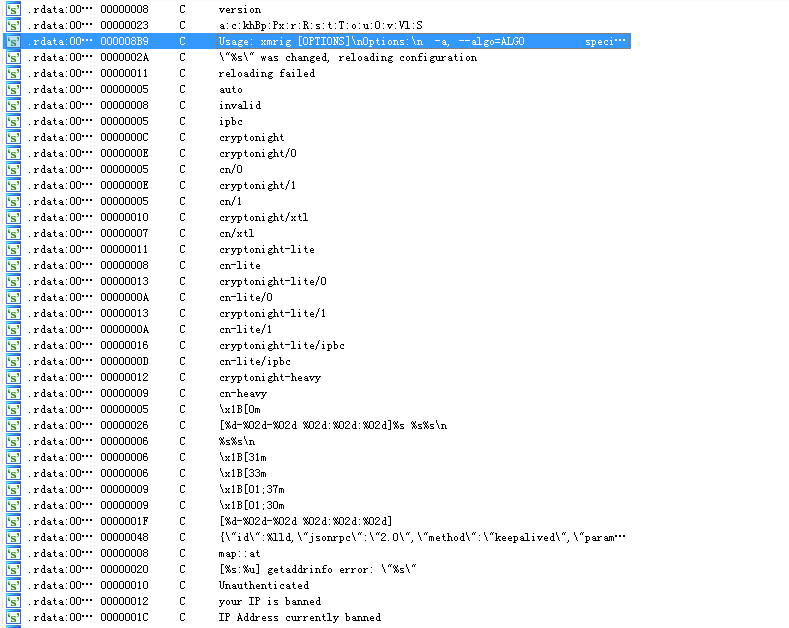 's' .rdata:00⋯ 00000008 C version
's' .rdata:00⋯ 00000023 C a:c:khBp:Px:r:R:s:t:T:o:u:O:v:Vl:S
's' .rdata:00⋯ 000008B9 C Usage: xmrig [OPTIONS]\nOptions:\n  -a, --algo=ALGO speci⋯
's' .rdata:00⋯ 0000002A C \"%s\" was changed, reloading configuration
's' .rdata:00⋯ 00000011 C reloading failed
's' .rdata:00⋯ 00000005 C auto
's' .rdata:00⋯ 00000008 C invalid
's' .rdata:00⋯ 00000005 C ipbc
's' .rdata:00⋯ 0000000C C cryptonight
's' .rdata:00⋯ 0000000E C cryptonight/0
's' .rdata:00⋯ 00000005 C cn/0
's' .rdata:00⋯ 0000000E C cryptonight/1
's' .rdata:00⋯ 00000005 C cn/1
's' .rdata:00⋯ 00000010 C cryptonight/xtl
's' .rdata:00⋯ 00000007 C cn/xtl
's' .rdata:00⋯ 00000011 C cryptonight-lite
's' .rdata:00⋯ 00000008 C cn-lite
's' .rdata:00⋯ 00000013 C cryptonight-lite/0
's' .rdata:00⋯ 0000000A C cn-lite/0
's' .rdata:00⋯ 00000013 C cryptonight-lite/1
's' .rdata:00⋯ 0000000A C cn-lite/1
's' .rdata:00⋯ 00000016 C cryptonight-lite/ipbc
's' .rdata:00⋯ 0000000D C cn-lite/ipbc
's' .rdata:00⋯ 00000012 C cryptonight-heavy
's' .rdata:00⋯ 00000009 C cn-heavy
's' .rdata:00⋯ 00000005 C \x1B[0m
's' .rdata:00⋯ 00000026 C [%d-%02d-%02d %02d:%02d:%02d]%s %s%s\n
's' .rdata:00⋯ 00000006 C %s%s\n
's' .rdata:00⋯ 00000006 C \x1B[31m
's' .rdata:00⋯ 00000006 C \x1B[33m
's' .rdata:00⋯ 00000009 C \x1B[01;37m
's' .rdata:00⋯ 00000009 C \x1B[01;30m
's' .rdata:00⋯ 0000001F C [%d-%02d-%02d %02d:%02d:%02d]
's' .rdata:00⋯ 00000048 C {\"id\":%lld,\"jsonrpc\":\"2.0\",\"method\":\"keepalived\",\"param⋯
's' .rdata:00⋯ 00000008 C map::at
's' .rdata:00⋯ 00000020 C [%s:%u] getaddrinfo error: \"%s\"
's' .rdata:00⋯ 00000010 C Unauthenticated
's' .rdata:00⋯ 00000012 C your IP is banned
's' .rdata:00⋯ 0000001C C IP Address currently banned